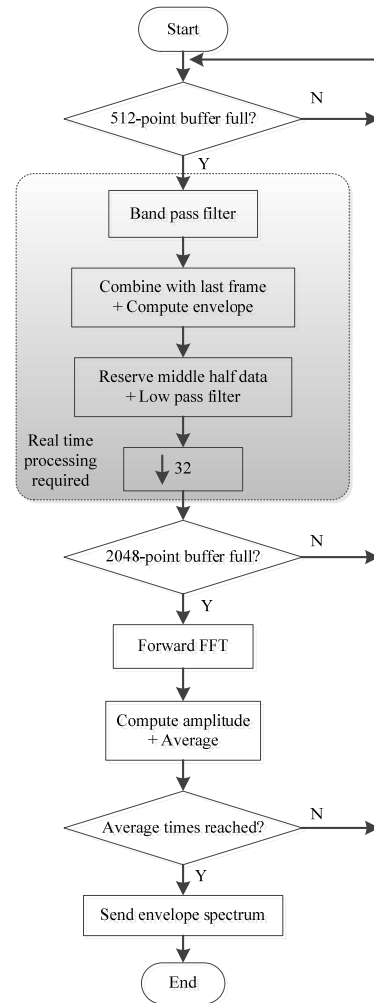 Start
512-point buffer full?
N
Y
Band pass filter
Combine with last frame
+ Compute envelope
Reserve middle half data
+ Low pass filter
Real time
processing
required
32
2048-point buffer full?
N
Y
Forward FFT
Compute amplitude
+ Average
Average times reached?
N
Y
Send envelope spectrum
End